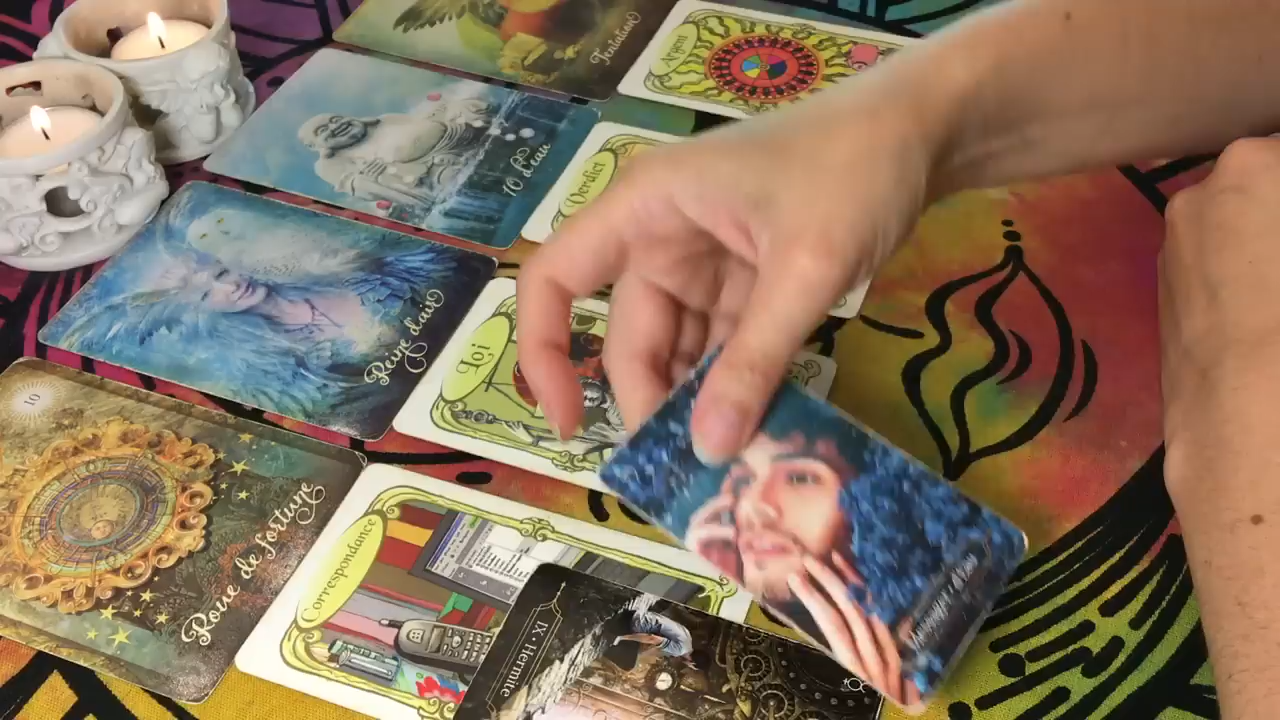 Tentation
Argent
10 d'eau
Verdict
Reine d'air
Loi
10
Roue de fortune
Correspondance
IX · Hermite